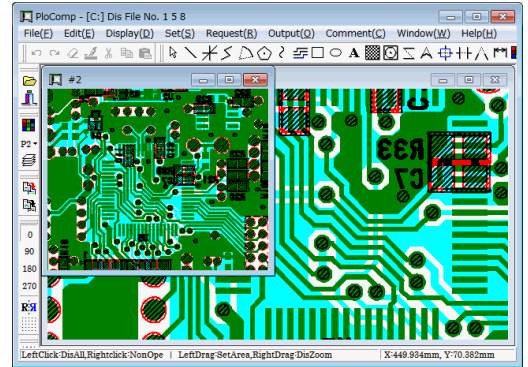 PloComp - [C:] Dis File No. 1 5 8
File(F) Edit(E) Display(D) Set(S) Request(R) Output(O) Comment(C) Window(W) Help(H)
A
#2
P2
0
90
180
270
R33
C7
LeftClick:DisAll,Rightclick:NonOpe | LeftDrag:SetArea,RightDrag:DisZoom X:449.934mm, Y:70.382mm